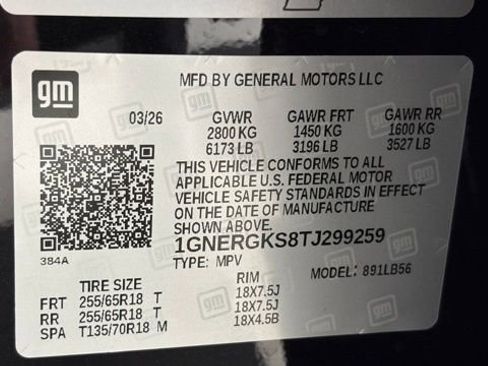 gm
MFD BY GENERAL MOTORS LLC
03/26 GVWR GAWR FRT GAWR RR
2800 KG 1450 KG 1600 KG
6173 LB 3196 LB 3527 LB
THIS VEHICLE CONFORMS TO ALL
APPLICABLE U.S. FEDERAL MOTOR
VEHICLE SAFETY STANDARDS IN EFFECT
ON THE DATE OF MANUFACTURE
SHOWN ABOVE.
1GNERGKS8TJ299259
384A
TYPE: MPV MODEL: 891LB56
TIRE SIZE RIM
FRT 255/65R18 T 18X7.5J
RR 255/65R18 T 18X7.5J
SPA T135/70R18 M 18X4.5B